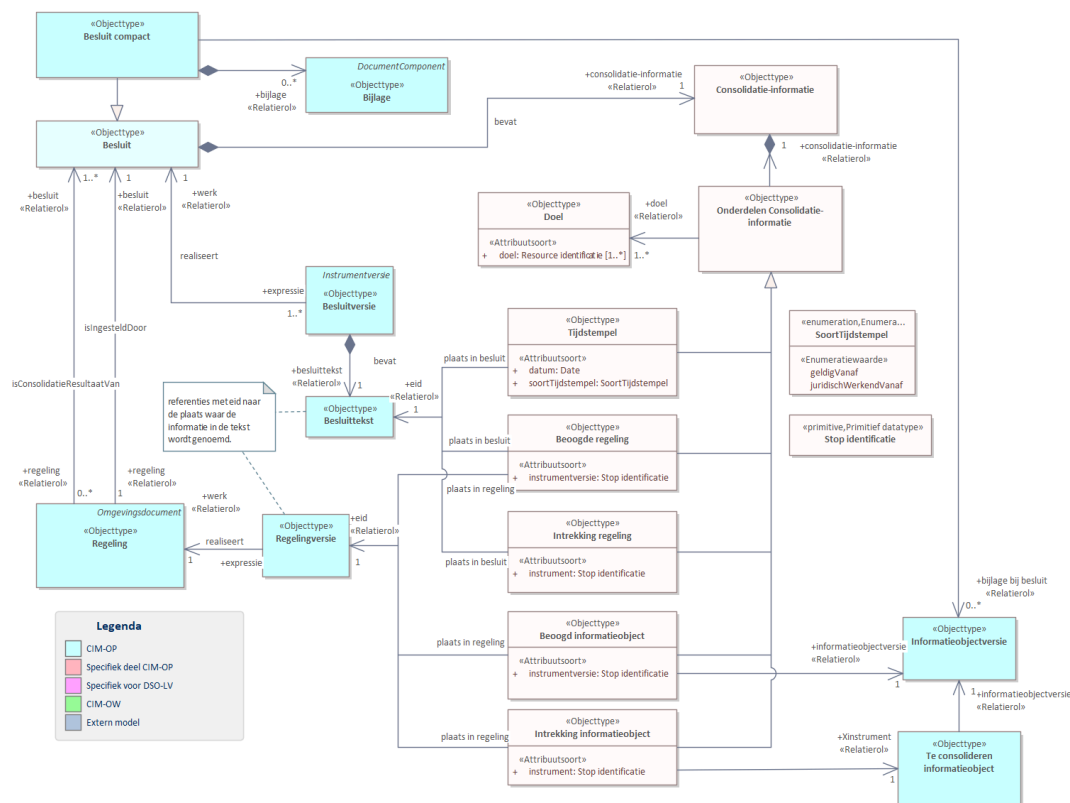 «Objecttype»
Besluit compact
DocumentComponent
«Objecttype»
Bijlage
0..*
+bijlage
«Relatierol»
+consolidatie-informatie
«Relatierol»
1
«Objecttype»
Consolidatie-informatie
bevat
«Objecttype»
Besluit
1
+consolidatie-informatie
«Relatierol»
+besluit
«Relatierol»
1..*
+besluit
«Relatierol»
1
1
+werk
«Relatierol»
«Objecttype»
Doel
«Attribuutsoort»
+ doel: Resource identificatie [1..*]
+doel
«Relatierol»
1..*
«Objecttype»
Onderdelen Consolidatie-
informatie
realiseert
Instrumentversie
«Objecttype»
Besluitversie
+expressie
1..*
isIngesteldDoor
isConsolidatieResultaatVan
bevat
+besluittekst
«Relatierol»
1
«Objecttype»
Tijdstempel
«Attribuutsoort»
+ datum: Date
+ soortTijdstempel: SoortTijdstempel
plaats in besluit
«enumeration,Enumera...
SoortTijdstempel
«Enumeratiewaarde»
geldigVanaf
juridischWerkendVanaf
referenties met eid naar
de plaats waar de
informatie in de tekst
wordt genoemd.
«Objecttype»
Besluittekst
+eid
«Relatierol»
1
«Objecttype»
Beoogde regeling
«Attribuutsoort»
+ instrumentversie: Stop identificatie
plaats in besluit
plaats in regeling
«primitive,Primitief datatype»
Stop identificatie
+regeling
«Relatierol»
0..*
+regeling
«Relatierol»
1
Omgevingsdocument
«Objecttype»
Regeling
+werk
«Relatierol»
realiseert
1
+expressie
«Objecttype»
Regelingversie
+eid
«Relatierol»
1
«Objecttype»
Intrekking regeling
«Attribuutsoort»
+ instrument: Stop identificatie
plaats in besluit
+bijlage bij besluit
«Relatierol»
0..*
Legenda
CIM-OP
Specifiek deel CIM-OP
Specifiek voor DSO-LV
CIM-OW
Extern model
«Objecttype»
Beoogd informatieobject
«Attribuutsoort»
+ instrumentversie: Stop identificatie
plaats in regeling
«Objecttype»
Informatieobjectversie
+informatieobjectversie
«Relatierol»
1
1
+informatieobjectversie
«Relatierol»
«Objecttype»
Intrekking informatieobject
«Attribuutsoort»
+ instrument: Stop identificatie
plaats in regeling
+Xinstrument
«Relatierol»
1
«Objecttype»
Te consolideren
informatieobject